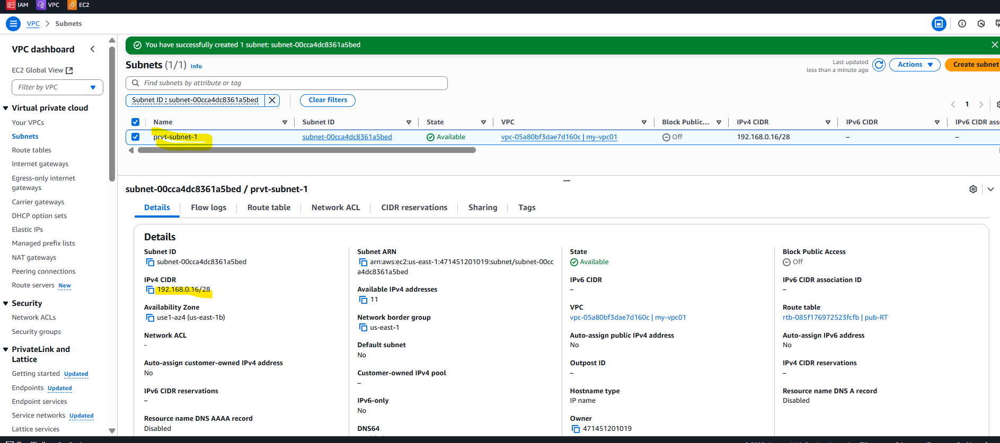 IAM VPC EC2
VPC > Subnets
VPC dashboard
EC2 Global View
Filter by VPC
Virtual private cloud
Your VPCs
Subnets
Route tables
Internet gateways
Egress-only internet
gateways
Carrier gateways
DHCP option sets
Elastic IPs
Managed prefix lists
NAT gateways
Peering connections
Route servers New
Security
Network ACLs
Security groups
PrivateLink and
Lattice
Getting started Updated
Endpoints Updated
Endpoint services
Service networks Updated
Lattice services
You have successfully created 1 subnet: subnet-00cca4dc8361a5bed
Subnets (1/1) Info
Last updated
less than a minute ago
Actions
Create subnet
Find subnets by attribute or tag
Subnet ID : subnet-00cca4dc8361a5bed
Clear filters
1
Name Subnet ID State VPC Block Public... IPv4 CIDR IPv6 CIDR IPv6 CIDR ass
prvt-subnet-1 subnet-00cca4dc8361a5bed Available vpc-05a80bf3dae7d160c | my-vpc01 Off 192.168.0.16/28 – –
subnet-00cca4dc8361a5bed / prvt-subnet-1
Details Flow logs Route table Network ACL CIDR reservations Sharing Tags
Details
Subnet ID
subnet-00cca4dc8361a5bed
IPv4 CIDR
192.168.0.16/28
Availability Zone
use1-az4 (us-east-1b)
Network ACL
-
Auto-assign customer-owned IPv4 address
No
IPv6 CIDR reservations
–
Resource name DNS AAAA record
Disabled
Subnet ARN
arn:aws:ec2:us-east-1:471451201019:subnet/subnet-00cc
a4dc8361a5bed
Available IPv4 addresses
11
Network border group
us-east-1
Default subnet
No
Customer-owned IPv4 pool
–
IPv6-only
No
DNS64
State
Available
IPv6 CIDR
–
VPC
vpc-05a80bf3dae7d160c | my-vpc01
Auto-assign public IPv4 address
No
Outpost ID
–
Hostname type
IP name
Owner
471451201019
Block Public Access
Off
IPv6 CIDR association ID
–
Route table
rtb-085f176972523fcfb | pub-RT
Auto-assign IPv6 address
No
IPv4 CIDR reservations
–
Resource name DNS A record
Disabled